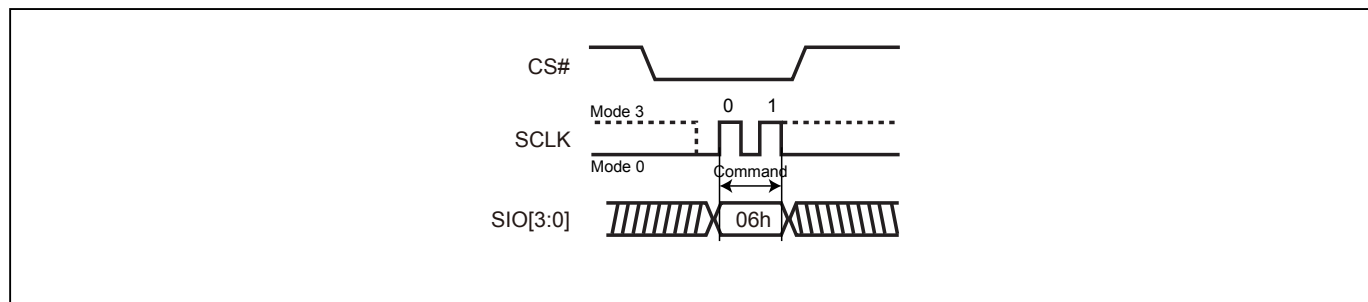 CS#
Mode 3
0 1
SCLK
Mode 0
Command
SIO[3:0]
06h